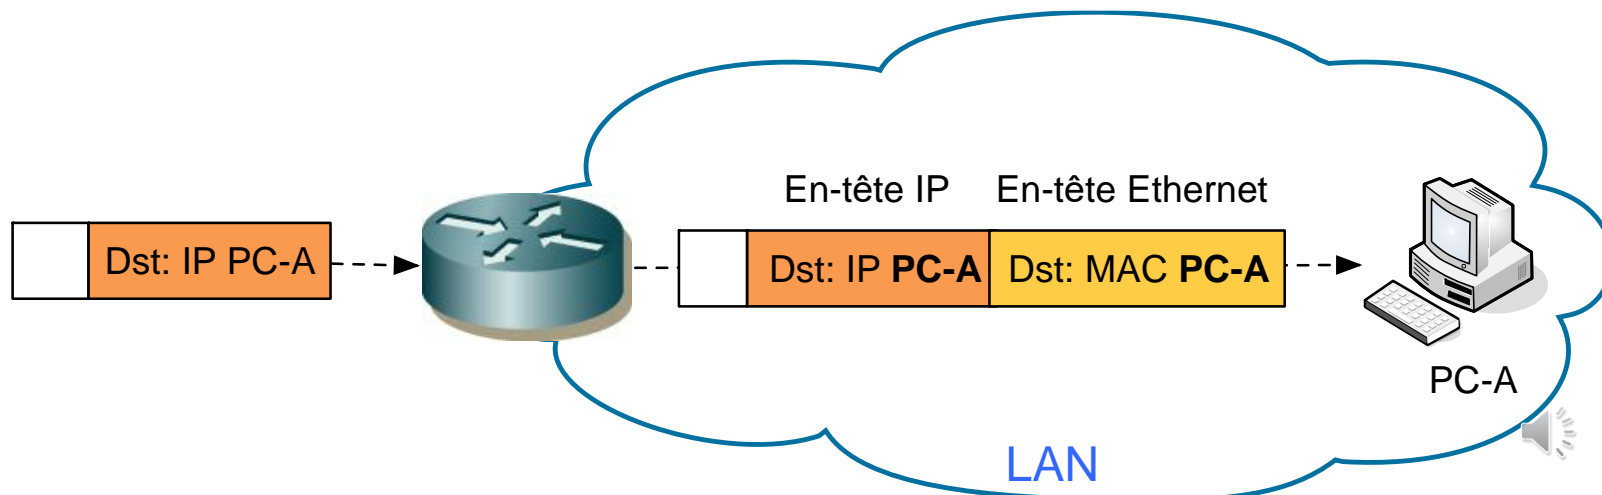 En-tête IP
En-tête Ethernet
Dst: IP PC-A
Dst: IP PC-A
Dst: MAC PC-A
PC-A
LAN